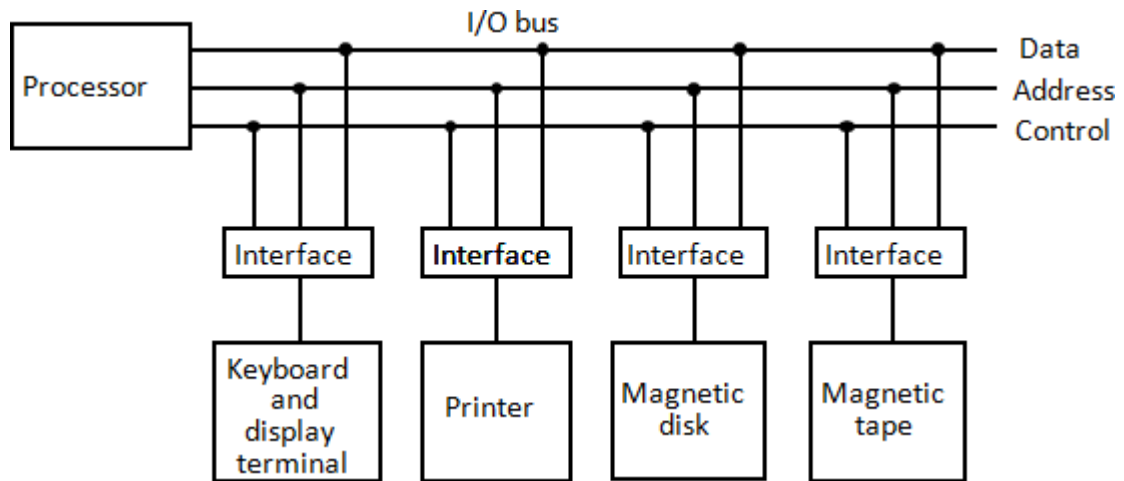 I/O bus
Processor
Data
Address
Control
Interface
Interface
Interface
Interface
Keyboard
and
display
terminal
Printer
Magnetic
disk
Magnetic
tape